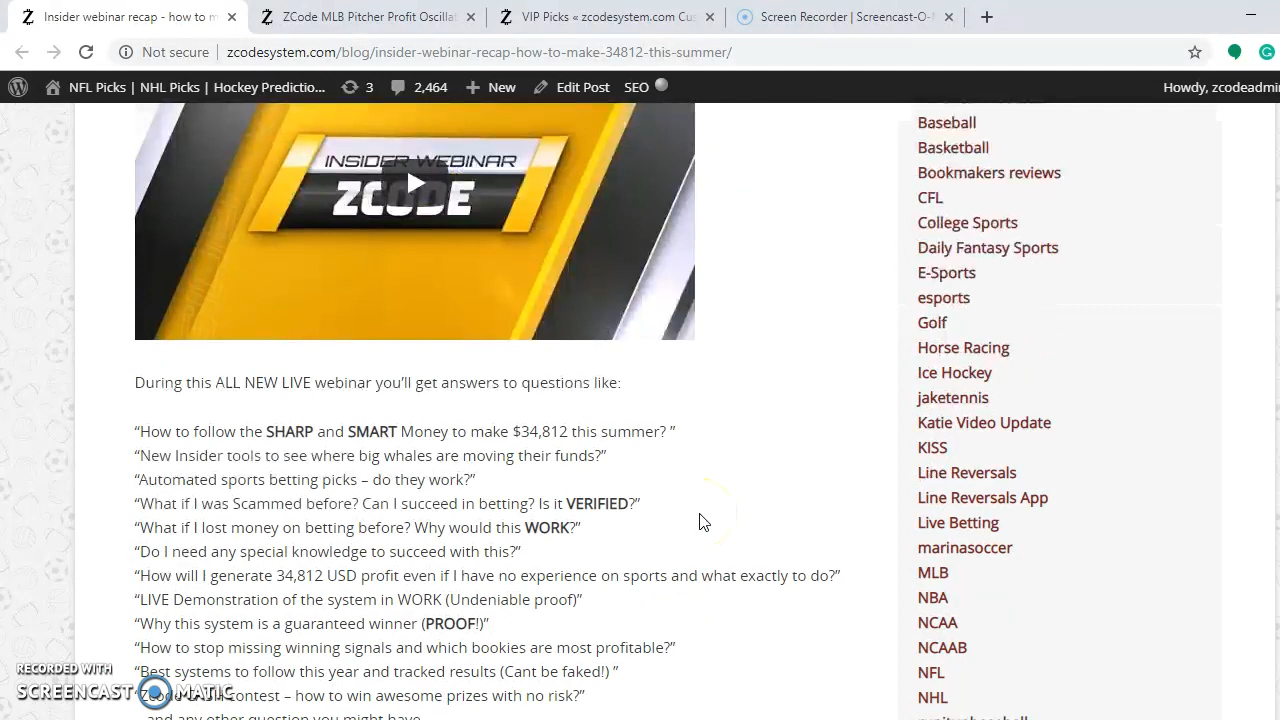 Insider webinar recap - how to m
ZCode MLB Pitcher Profit Oscillat
VIP Picks « zcodesystem.com Cus
Screen Recorder | Screencast-O-
Not secure
zcodesystem.com/blog/insider-webinar-recap-how-to-make-34812-this-summer/
NFL Picks | NHL Picks | Hockey Predictio...
3
2,464
New
Edit Post
SEO
Howdy, zcodeadmi
INSIDER WEBINAR
ZCODE
During this ALL NEW LIVE webinar you’ll get answers to questions like:
“How to follow the SHARP and SMART Money to make $34,812 this summer? ”
“New Insider tools to see where big whales are moving their funds?”
“Automated sports betting picks – do they work?”
“What if I was Scammed before? Can I succeed in betting? Is it VERIFIED?”
“What if I lost money on betting before? Why would this WORK?”
“Do I need any special knowledge to succeed with this?”
“How will I generate 34,812 USD profit even if I have no experience on sports and what exactly to do?”
“LIVE Demonstration of the system in WORK (Undeniable proof)”
“Why this system is a guaranteed winner (PROOF!)”
“How to stop missing winning signals and which bookies are most profitable?”
“Best systems to follow this year and tracked results (Cant be faked!) ”
contest – how to win awesome prizes with no risk?”
and any other question you might have
Baseball
Basketball
Bookmakers reviews
CFL
College Sports
Daily Fantasy Sports
E-Sports
esports
Golf
Horse Racing
Ice Hockey
jaketennis
Katie Video Update
KISS
Line Reversals
Line Reversals App
Live Betting
marinasoccer
MLB
NBA
NCAA
NCAAB
NFL
NHL
RECORDED WITH
SCREENCAST MATIC